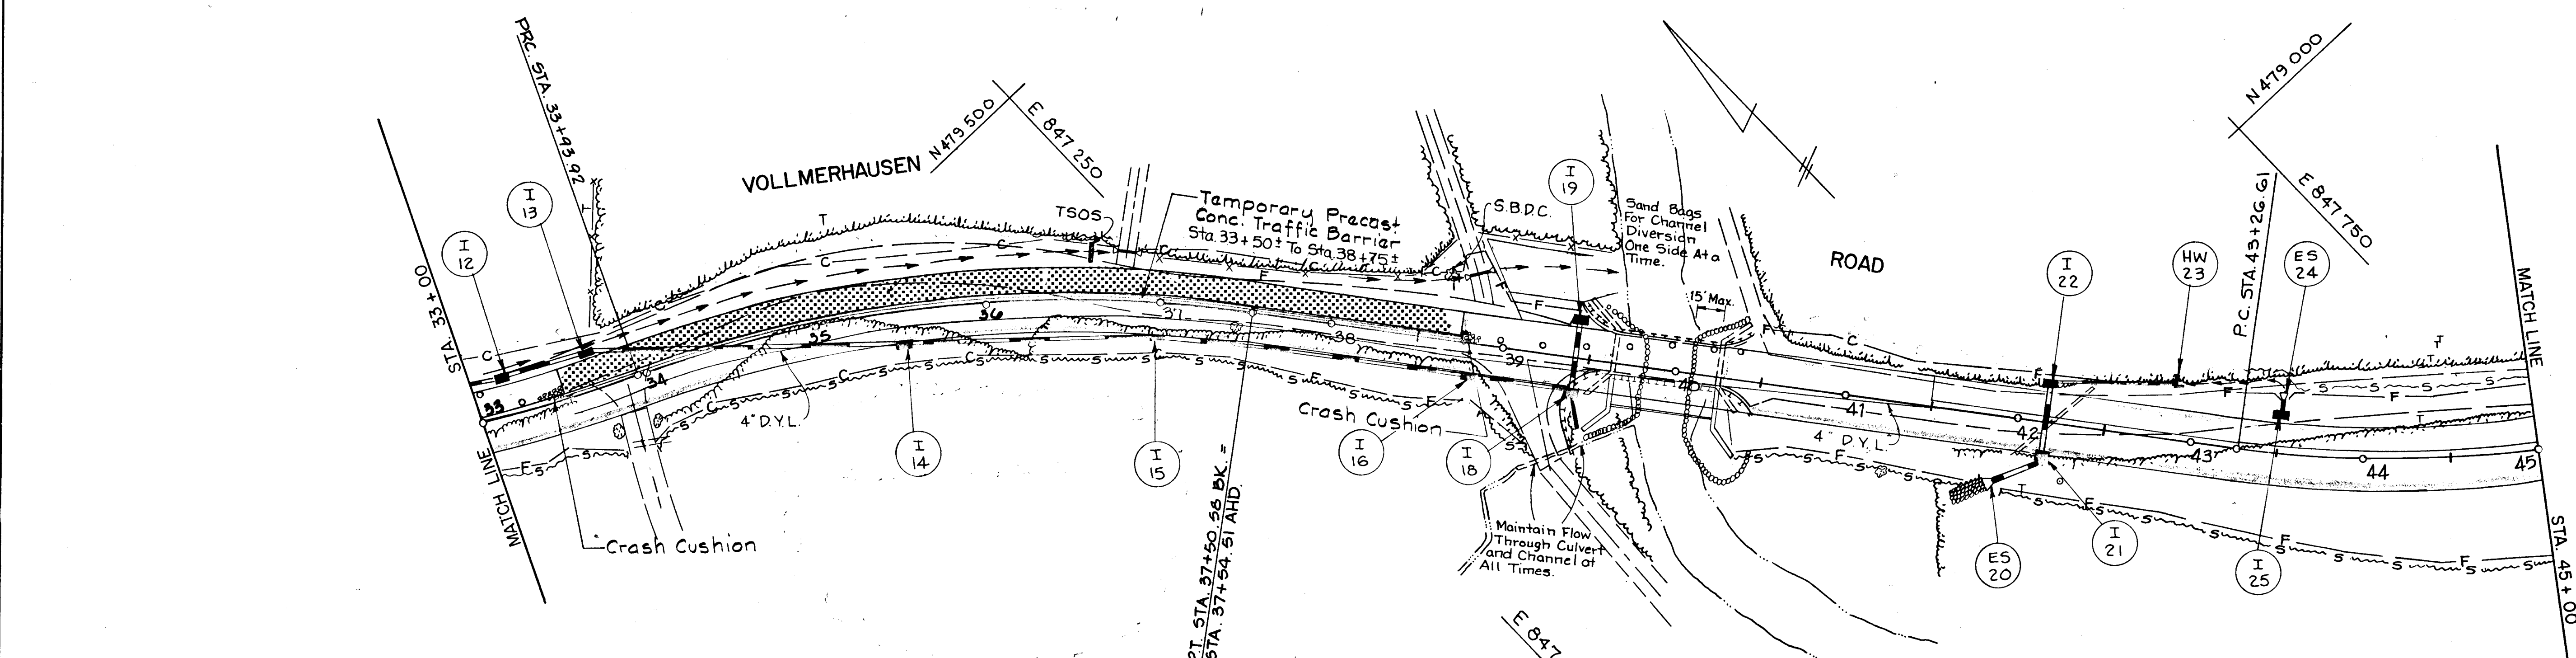 PRC. STA. 33+93.92
VOLLMERHAUSEN
N 479 500
E 847 250
N 479 000
E 847 750
ROAD
P.C. STA. 43+26.61
I
12
I
13
I
19
I
22
HW
23
ES
24
TSOS
Temporary Precast
Conc. Traffic Barrier
Sta. 33+50± To Sta. 38+75±
S.B.D.C.
Sand Bags
For Channel
Diversion
One Side At a
Time.
15' Max.
STA. 33+00
MATCH LINE
MATCH LINE
STA. 45+00
33
34
35
36
37
38
39
40
41
42
43
44
45
4" D.Y.L.
4" D.Y.L.
Crash Cushion
Crash Cushion
I
14
I
15
I
16
I
18
ES
20
I
21
I
25
Maintain Flow
Through Culvert
and Channel at
All Times.
P.T. STA. 37+50.58 BK. =
STA. 37+54.51 AHD.
E 847